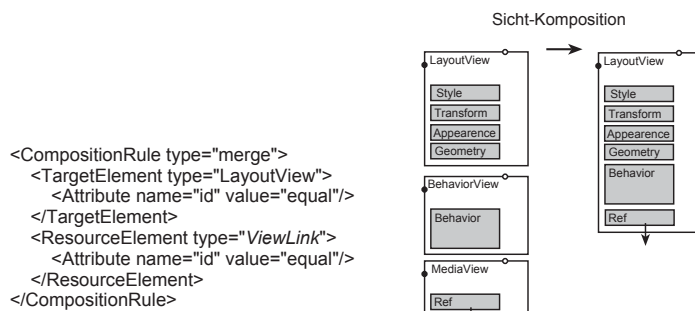 Sicht-Komposition
<CompositionRule type="merge">
<TargetElement type="LayoutView">
<Attribute name="id" value="equal"/>
</TargetElement>
<ResourceElement type="ViewLink">
<Attribute name="id" value="equal"/>
</ResourceElement>
</CompositionRule>
LayoutView
Style
Transform
Appearence
Geometry
BehaviorView
Behavior
MediaView
Ref
LayoutView
Style
Transform
Appearence
Geometry
Behavior
Ref